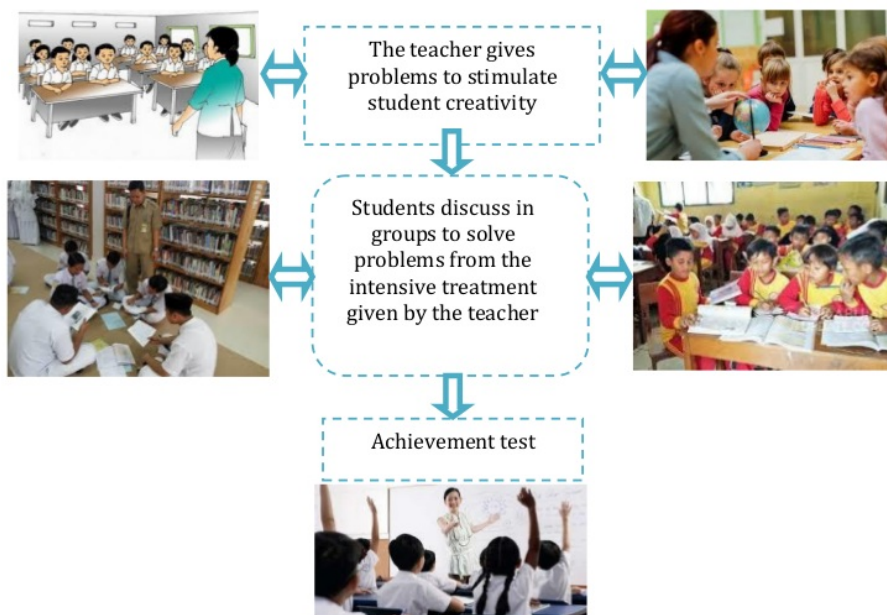 The teacher gives
problems to stimulate
student creativity
Students discuss in
groups to solve
problems from the
intensive treatment
given by the teacher
Achievement test